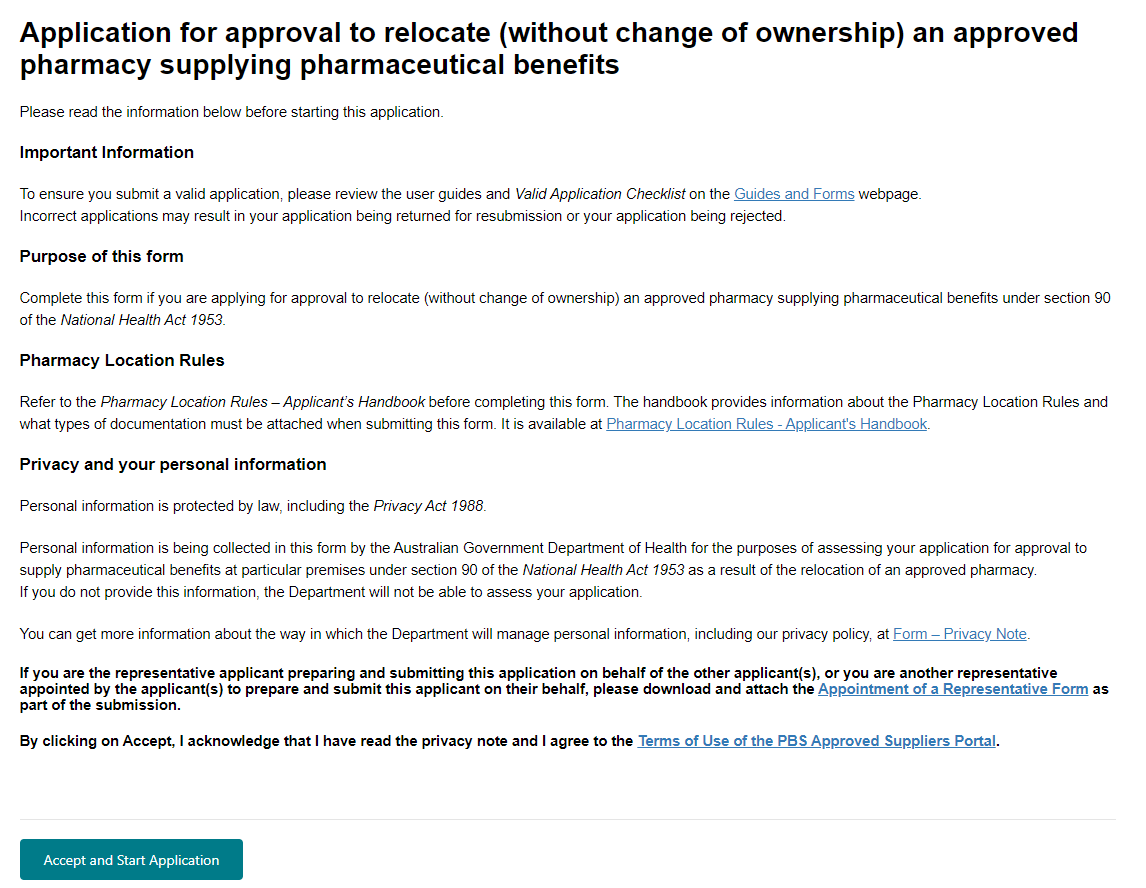 Application for approval to relocate (without change of ownership) an approved
pharmacy supplying pharmaceutical benefits
Please read the information below before starting this application.
Important Information
To ensure you submit a valid application, please review the user guides and Valid Application Checklist on the Guides and Forms webpage.
Incorrect applications may result in your application being returned for resubmission or your application being rejected.
Purpose of this form
Complete this form if you are applying for approval to relocate (without change of ownership) an approved pharmacy supplying pharmaceutical benefits under section 90
of the National Health Act 1953.
Pharmacy Location Rules
Refer to the Pharmacy Location Rules – Applicant’s Handbook before completing this form. The handbook provides information about the Pharmacy Location Rules and
what types of documentation must be attached when submitting this form. It is available at Pharmacy Location Rules - Applicant's Handbook.
Privacy and your personal information
Personal information is protected by law, including the Privacy Act 1988.
Personal information is being collected in this form by the Australian Government Department of Health for the purposes of assessing your application for approval to
supply pharmaceutical benefits at particular premises under section 90 of the National Health Act 1953 as a result of the relocation of an approved pharmacy.
If you do not provide this information, the Department will not be able to assess your application.
You can get more information about the way in which the Department will manage personal information, including our privacy policy, at Form – Privacy Note.
If you are the representative applicant preparing and submitting this application on behalf of the other applicant(s), or you are another representative
appointed by the applicant(s) to prepare and submit this applicant on their behalf, please download and attach the Appointment of a Representative Form as
part of the submission.
By clicking on Accept, I acknowledge that I have read the privacy note and I agree to the Terms of Use of the PBS Approved Suppliers Portal.
Accept and Start Application